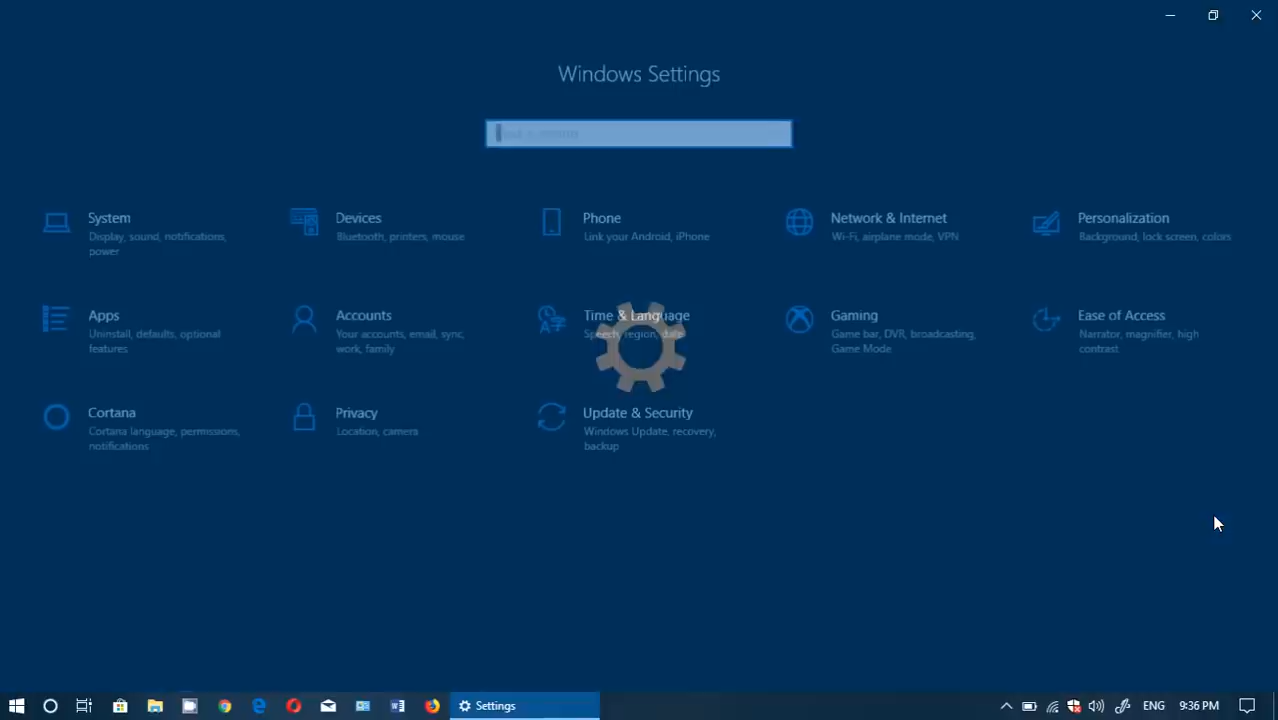 Windows Settings
System
Display, sound, notifications,
power
Devices
Bluetooth, printers, mouse
Phone
Link your Android, iPhone
Network & Internet
Wi-Fi, airplane mode, VPN
Personalization
Background, lock screen, colors
Apps
Uninstall, defaults, optional
features
Accounts
Your accounts, email, sync,
work, family
Time & Language
Speech, region, date
Gaming
Game bar, DVR, broadcasting,
Game Mode
Ease of Access
Narrator, magnifier, high
contrast
Cortana
Cortana language, permissions,
notifications
Privacy
Location, camera
Update & Security
Windows Update, recovery,
backup
Settings
ENG
9:36 PM